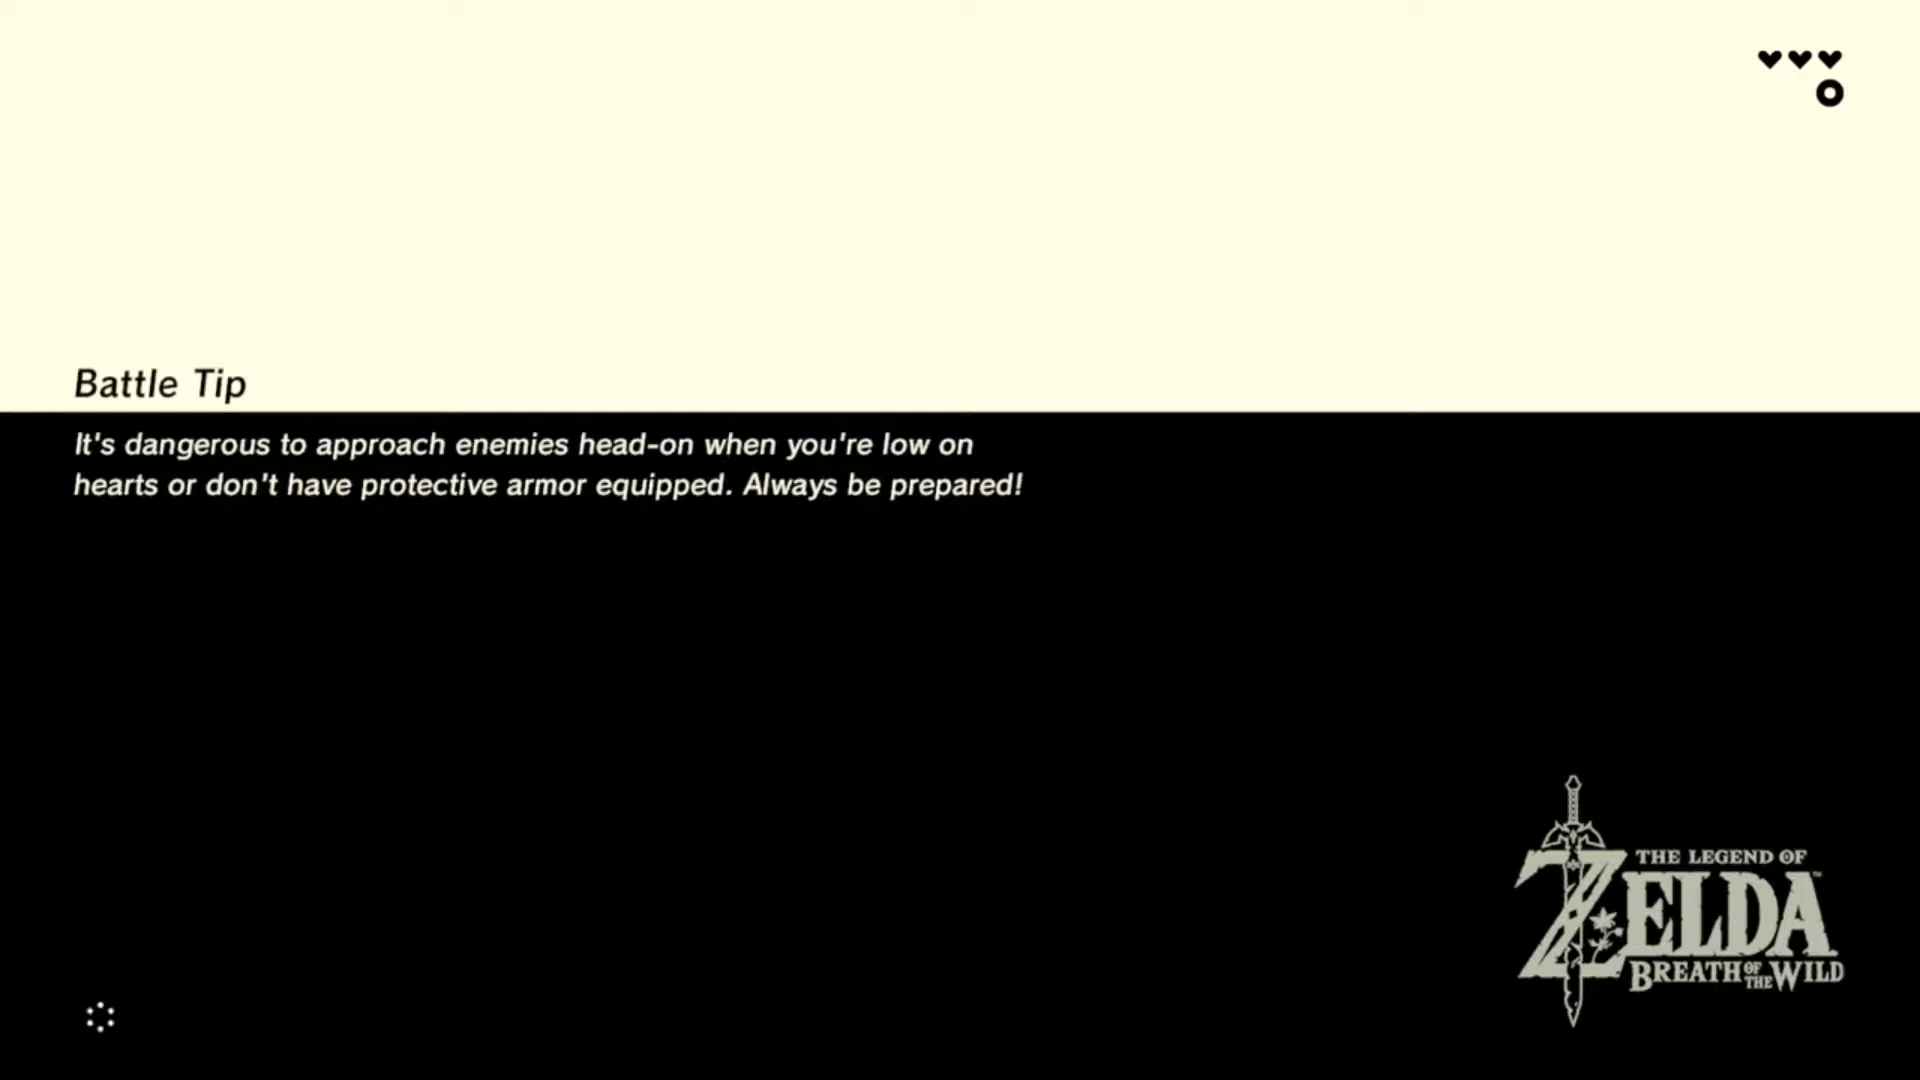 Battle Tip
It's dangerous to approach enemies head-on when you're low on
hearts or don't have protective armor equipped. Always be prepared!
THE LEGEND OF
ZELDA™
BREATH OF THE WILD